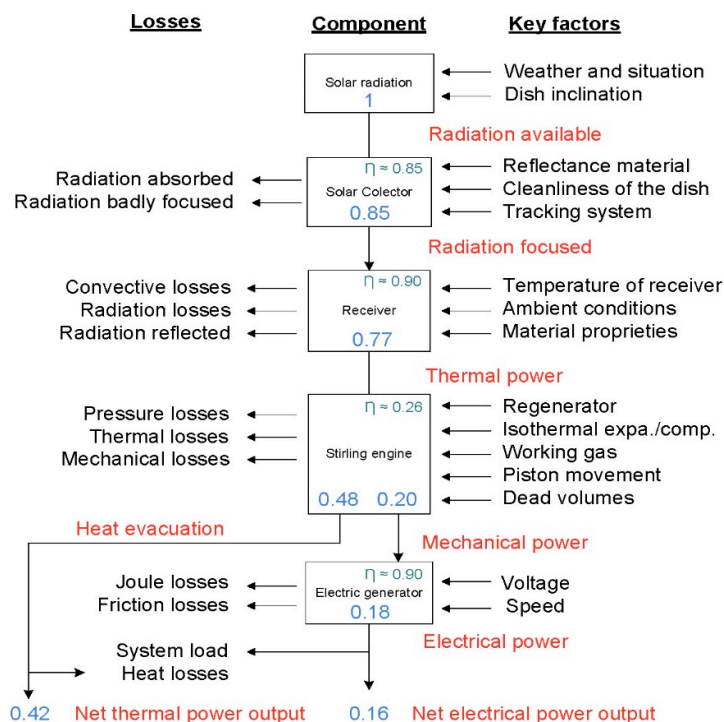 Losses
Component
Key factors
Solar radiation
1
Weather and situation
Dish inclination
Radiation available
Radiation absorbed
Radiation badly focused
η ≈ 0.85
Solar Colector
0.85
Reflectance material
Cleanliness of the dish
Tracking system
Radiation focused
Convective losses
Radiation losses
Radiation reflected
η ≈ 0.90
Receiver
0.77
Temperature of receiver
Ambient conditions
Material proprieties
Thermal power
Pressure losses
Thermal losses
Mechanical losses
η ≈ 0.26
Stirling engine
0.48 0.20
Regenerator
Isothermal expa./comp.
Working gas
Piston movement
Dead volumes
Heat evacuation
Mechanical power
Joule losses
Friction losses
η ≈ 0.90
Electric generator
0.18
Voltage
Speed
Electrical power
System load
Heat losses
0.42 Net thermal power output
0.16 Net electrical power output